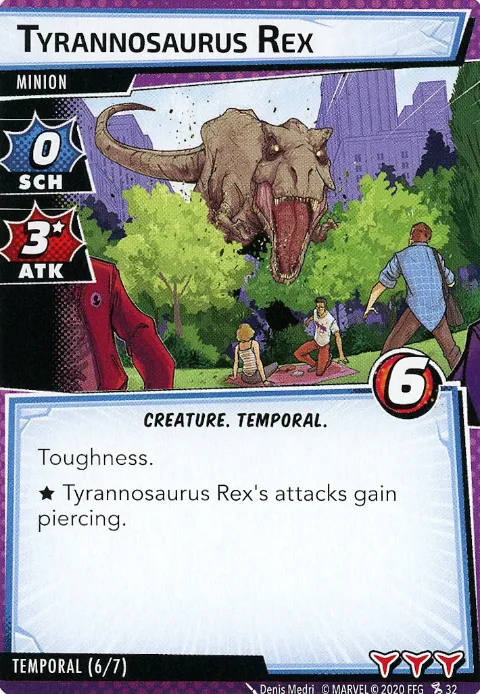 TYRANNOSAURUS REX
MINION
0
SCH
3★
ATK
6
CREATURE. TEMPORAL.
Toughness.
★ Tyrannosaurus Rex's attacks gain
piercing.
TEMPORAL (6/7)
Denis Medri © MARVEL © 2020 FFG 32